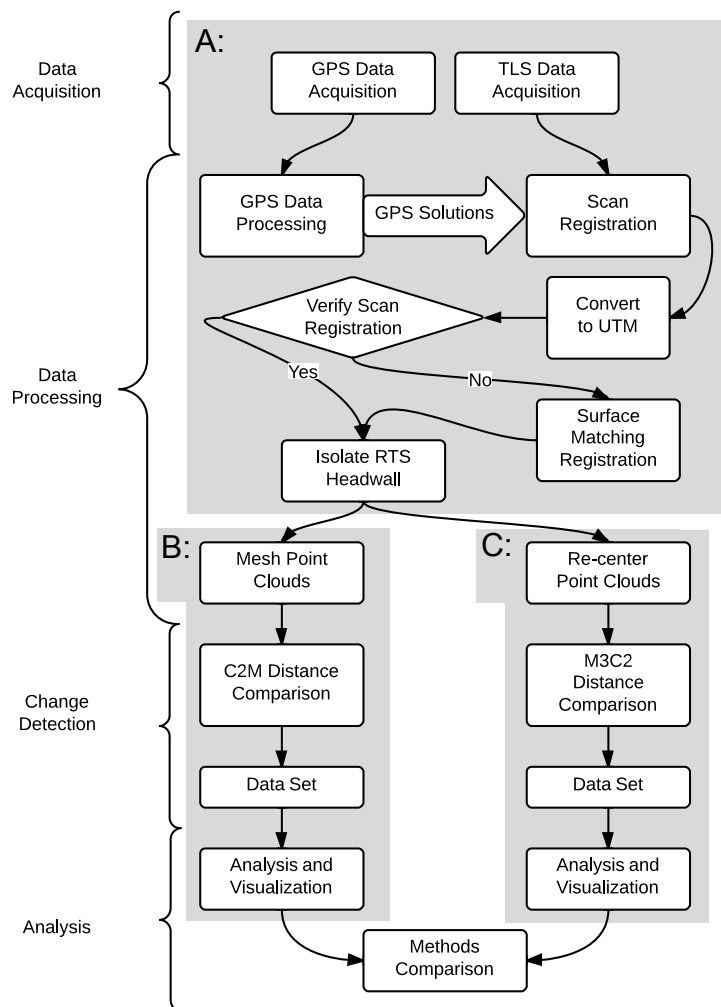 A:
Data
Acquisition
GPS Data
Acquisition
TLS Data
Acquisition
GPS Data
Processing
GPS Solutions
Scan
Registration
Verify Scan
Registration
Convert
to UTM
Data
Processing
Yes
No
Surface
Matching
Registration
Isolate RTS
Headwall
B:
Mesh Point
Clouds
C:
Re-center
Point Clouds
Change
Detection
C2M Distance
Comparison
M3C2
Distance
Comparison
Data Set
Data Set
Analysis
Analysis and
Visualization
Analysis and
Visualization
Methods
Comparison